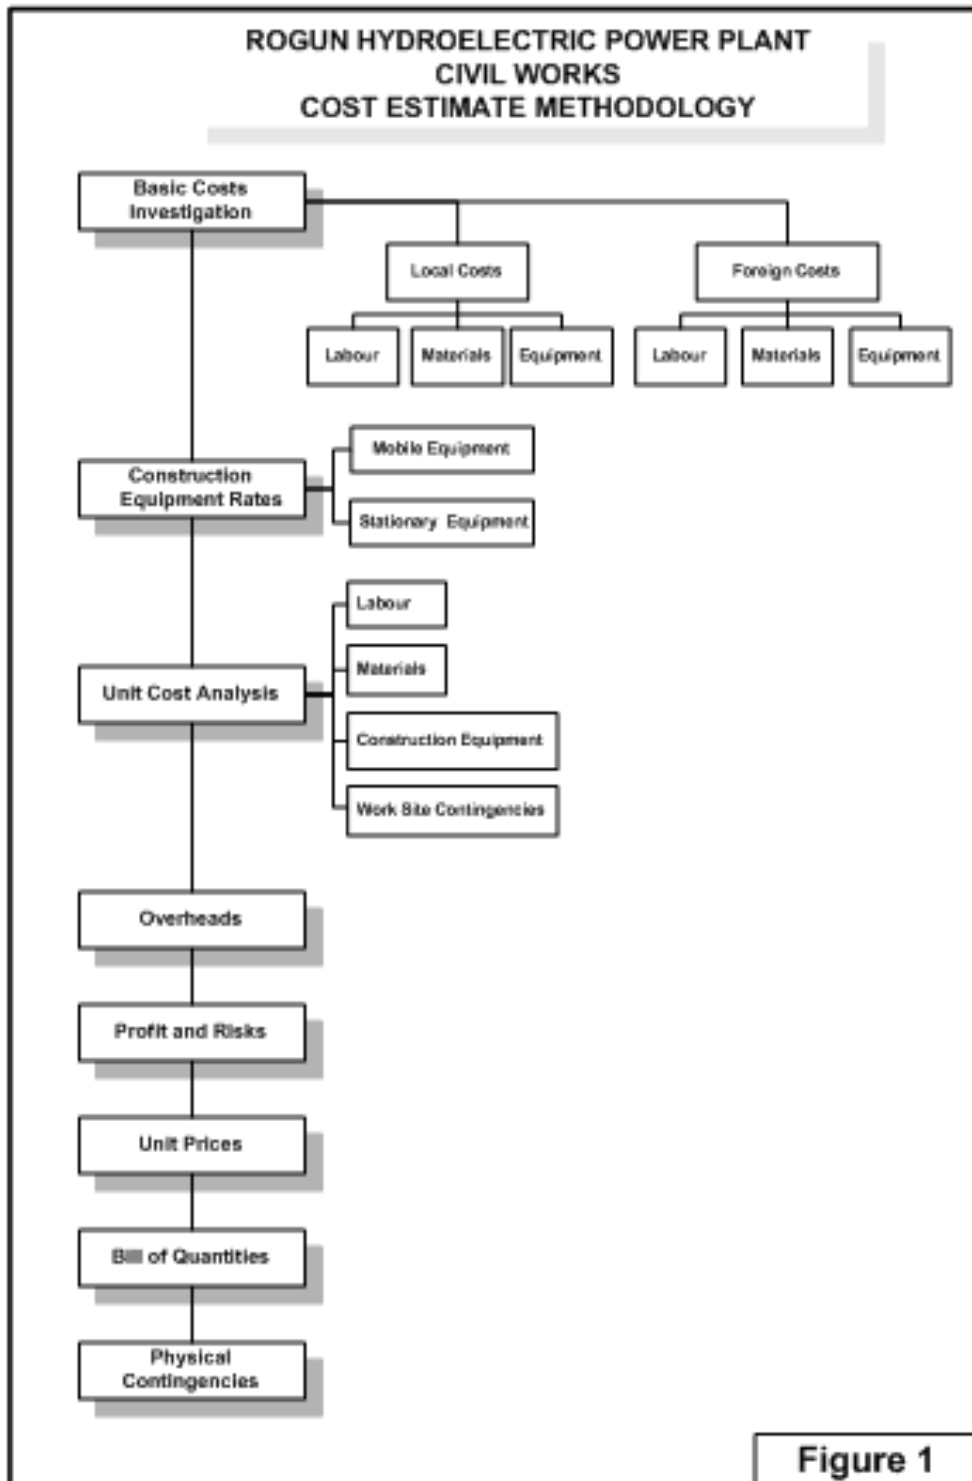 ROGUN HYDROELECTRIC POWER PLANT
CIVIL WORKS
COST ESTIMATE METHODOLOGY
Basic Costs
Investigation
Local Costs
Foreign Costs
Labour
Materials
Equipment
Labour
Materials
Equipment
Construction
Equipment Rates
Mobile Equipment
Stationary Equipment
Unit Cost Analysis
Labour
Materials
Construction Equipment
Work Site Contingencies
Overheads
Profit and Risks
Unit Prices
Bill of Quantities
Physical
Contingencies
Figure 1